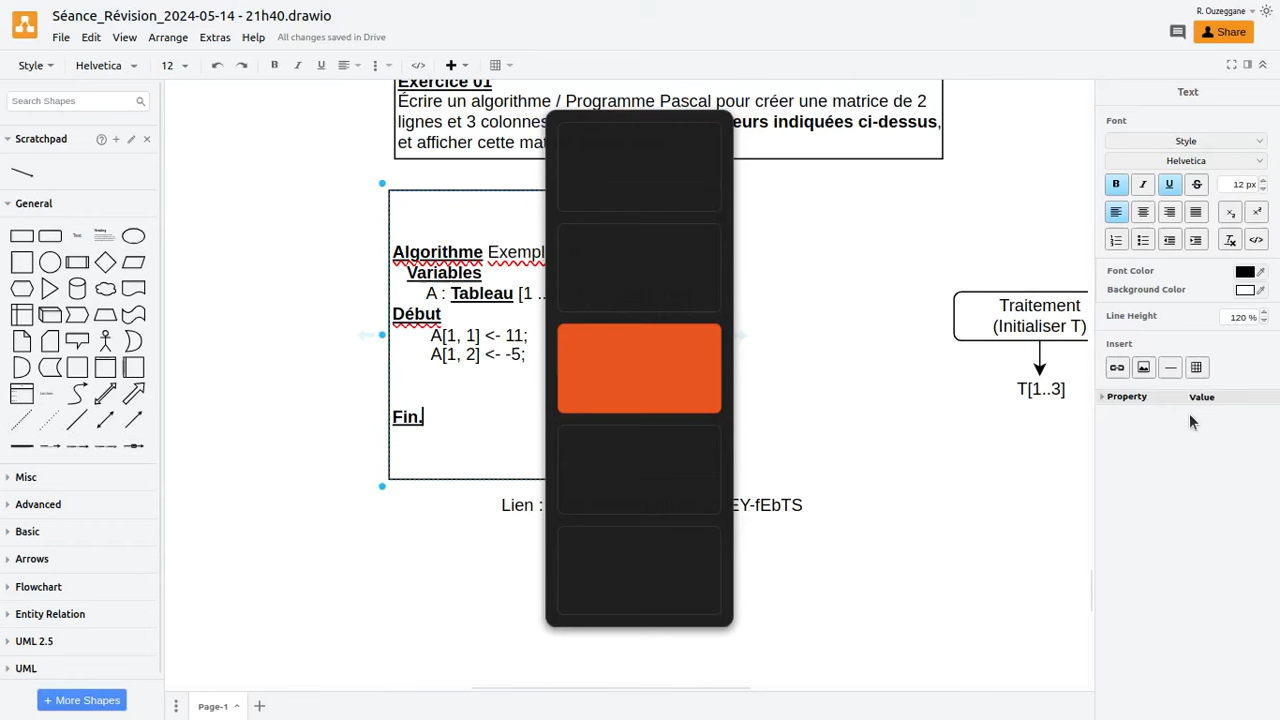 Séance_Révision_2024-05-14 - 21h40.drawio
R. Ouzeggane
File Edit View Arrange Extras Help All changes saved in Drive
Share
Style Helvetica 12
Search Shapes
Scratchpad
General
Text
Heading
List Item
Misc
Advanced
Basic
Arrows
Flowchart
Entity Relation
UML 2.5
UML
+ More Shapes
Exercice 01
Écrire un algorithme / Programme Pascal pour créer une matrice de 2
lignes et 3 colonnes eurs indiquées ci-dessus,
et afficher cette
Algorithme Exempl
Variables
A : Tableau [1 ..
Début
A[1, 1] <- 11;
A[1, 2] <- -5;
Fin.
Lien : EY-fEbTS
Traitement
(Initialiser T)
T[1..3]
Page-1
Text
Font
Style
Helvetica
B I U S 12 px
Font Color
Background Color
Line Height 120 %
Insert
Property Value